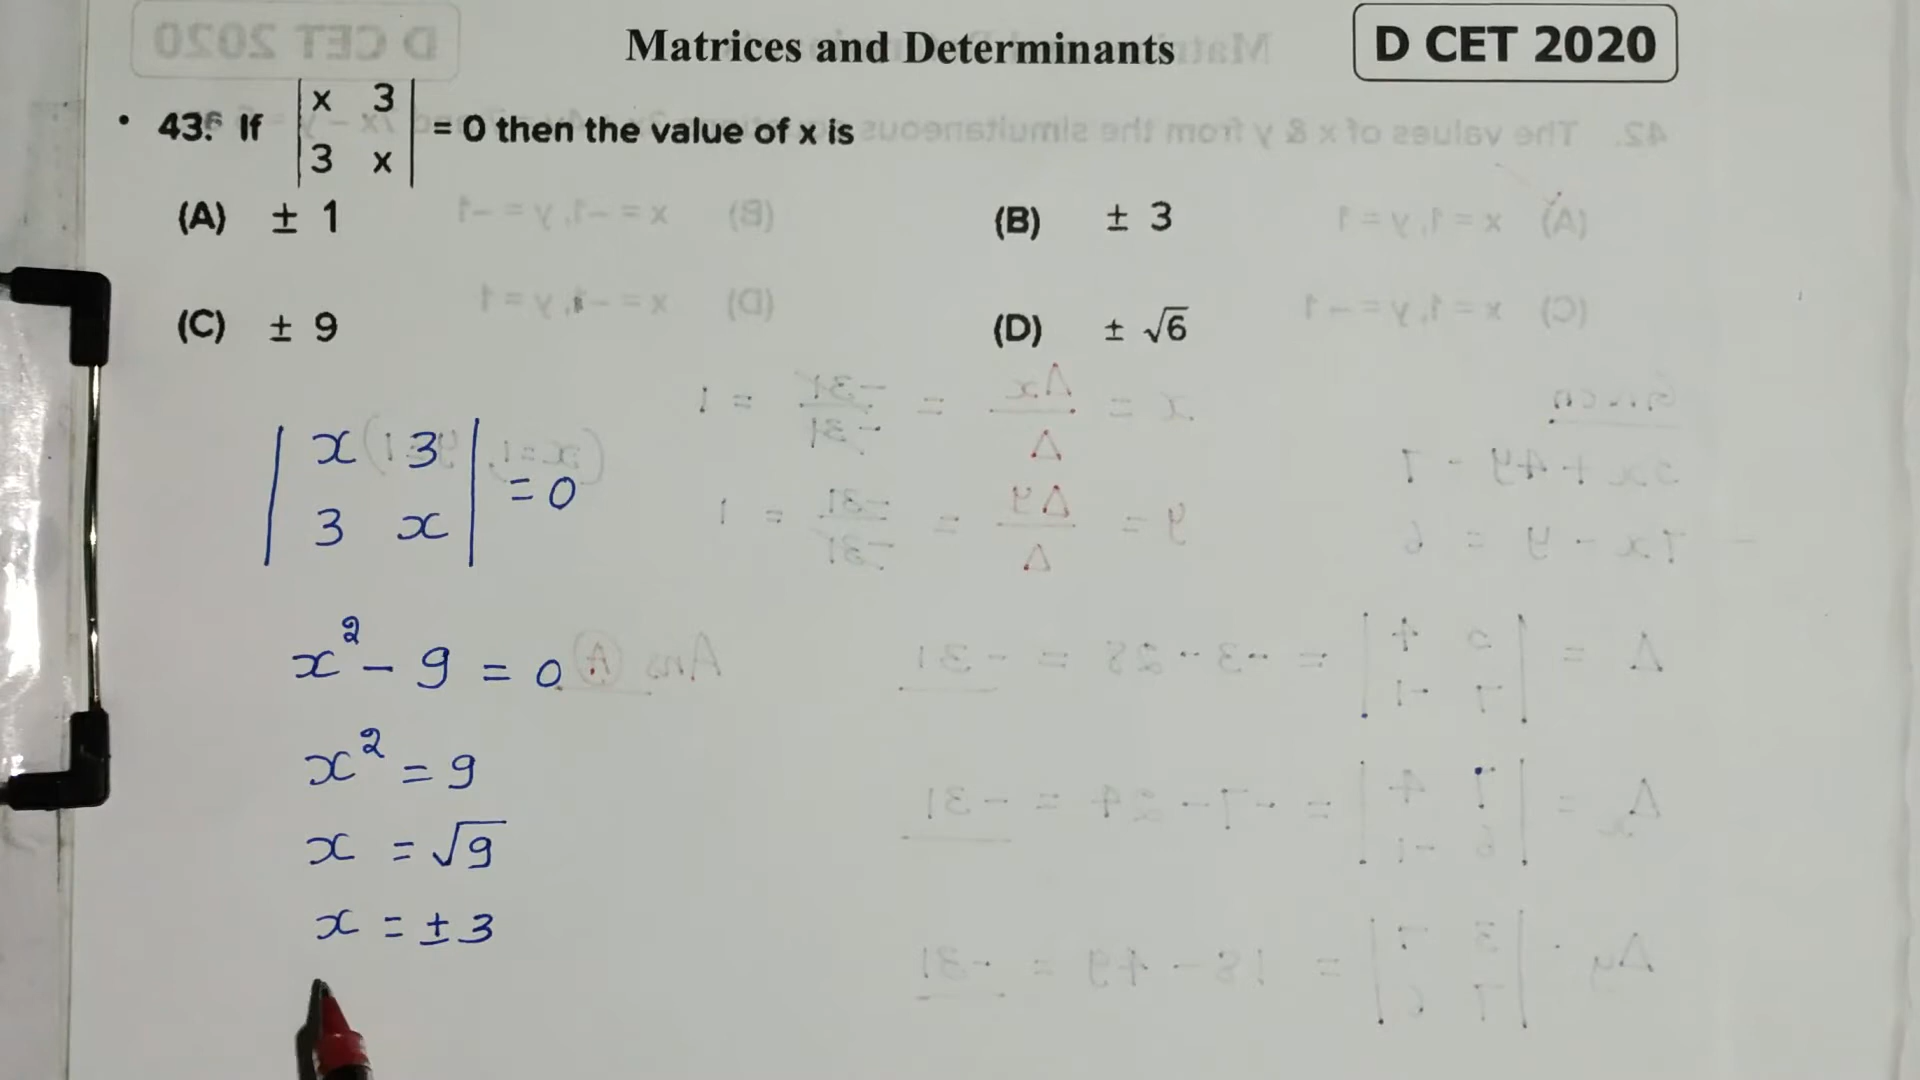 Matrices and Determinants
D CET 2020
43. If | x 3 | = 0 then the value of x is
| 3 x |
(A) ± 1 (B) ± 3
(C) ± 9 (D) ± √6
| x 3 | = 0
| 3 x |
x² - 9 = 0
x² = 9
x = √9
x = ± 3